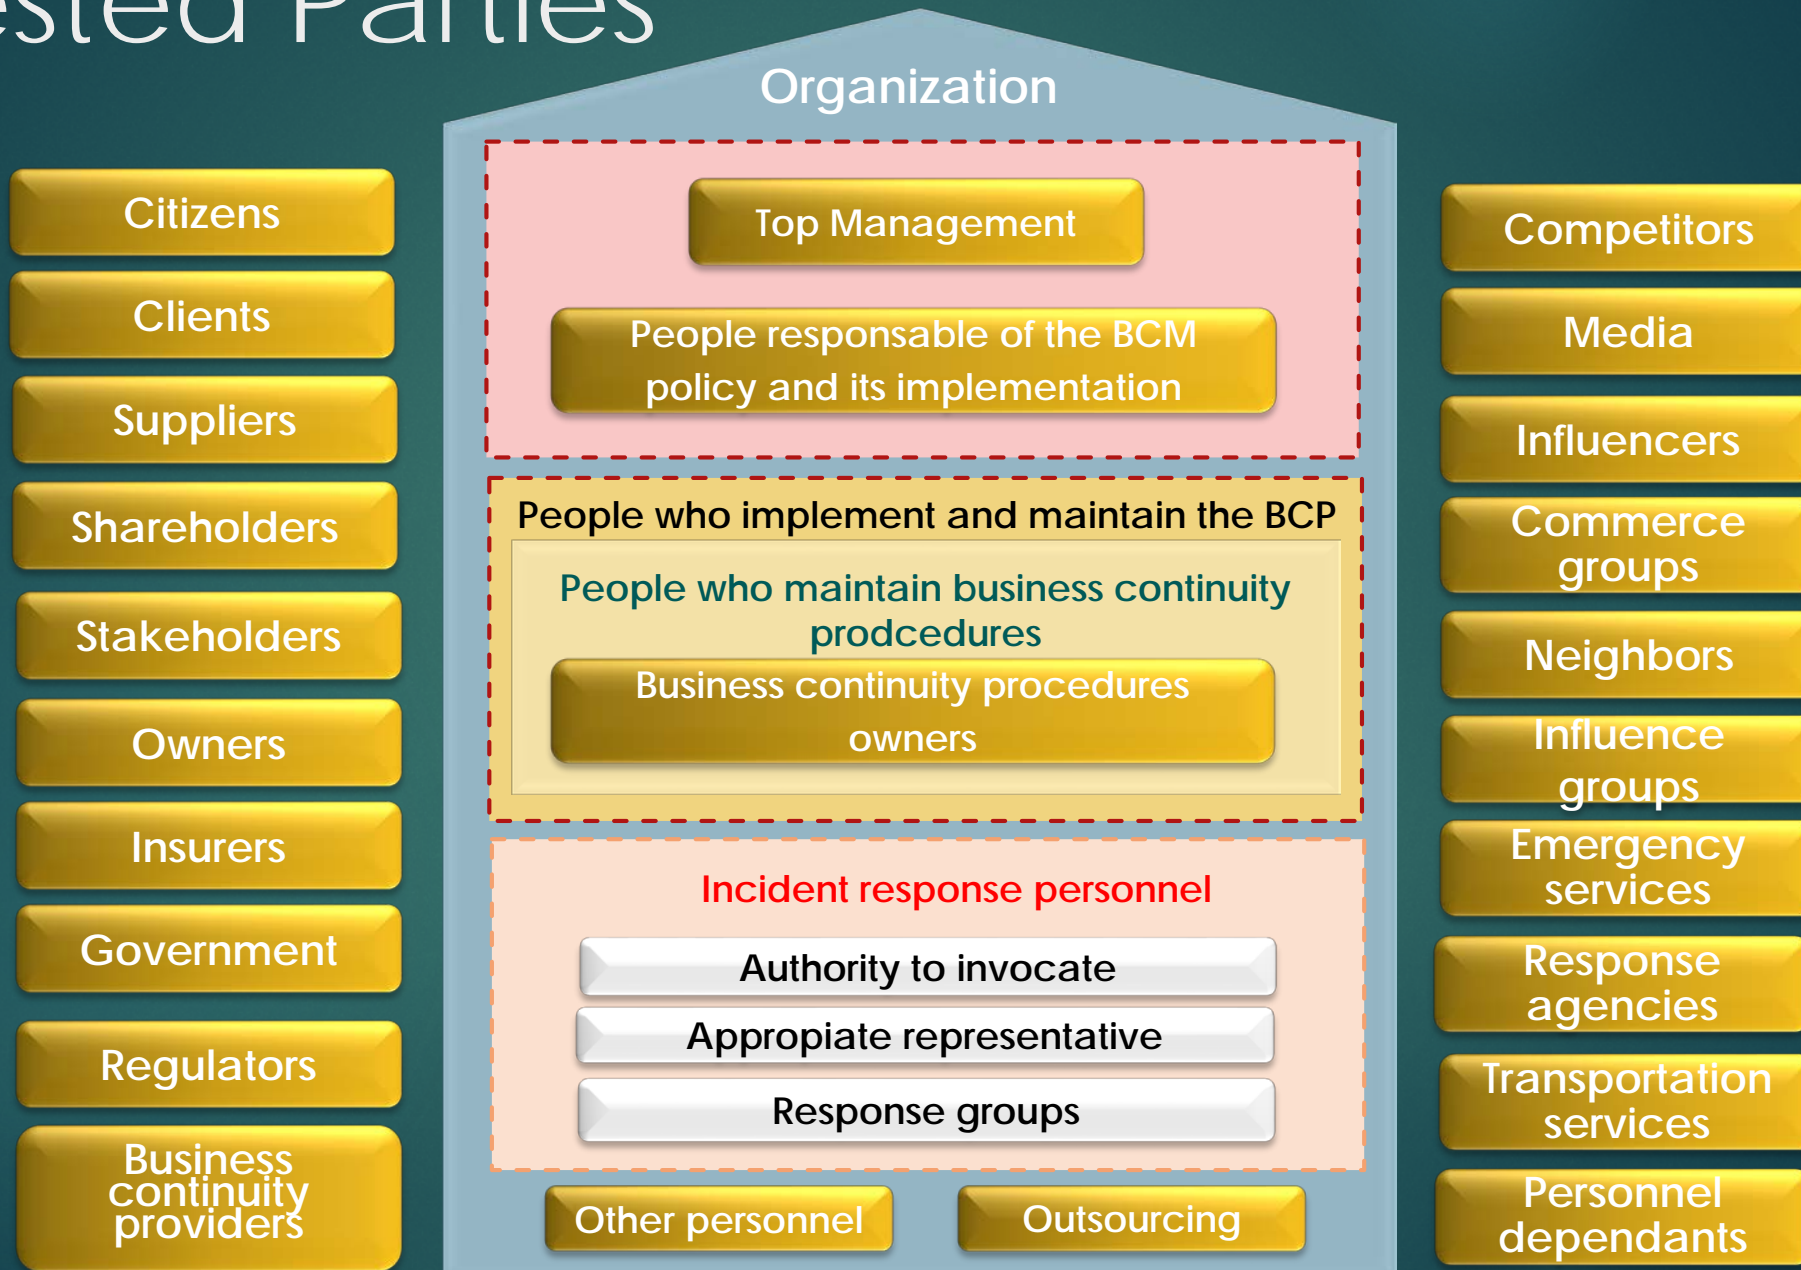 Parties
Organization
Citizens
Clients
Suppliers
Shareholders
Stakeholders
Owners
Insurers
Government
Regulators
Business
continuity
providers
Top Management
People responsable of the BCM
policy and its implementation
People who implement and maintain the BCP
People who maintain business continuity
prodcedures
Business continuity procedures
owners
Incident response personnel
Authority to invocate
Appropiate representative
Response groups
Other personnel
Outsourcing
Competitors
Media
Influencers
Commerce
groups
Neighbors
Influence
groups
Emergency
services
Response
agencies
Transportation
services
Personnel
dependants